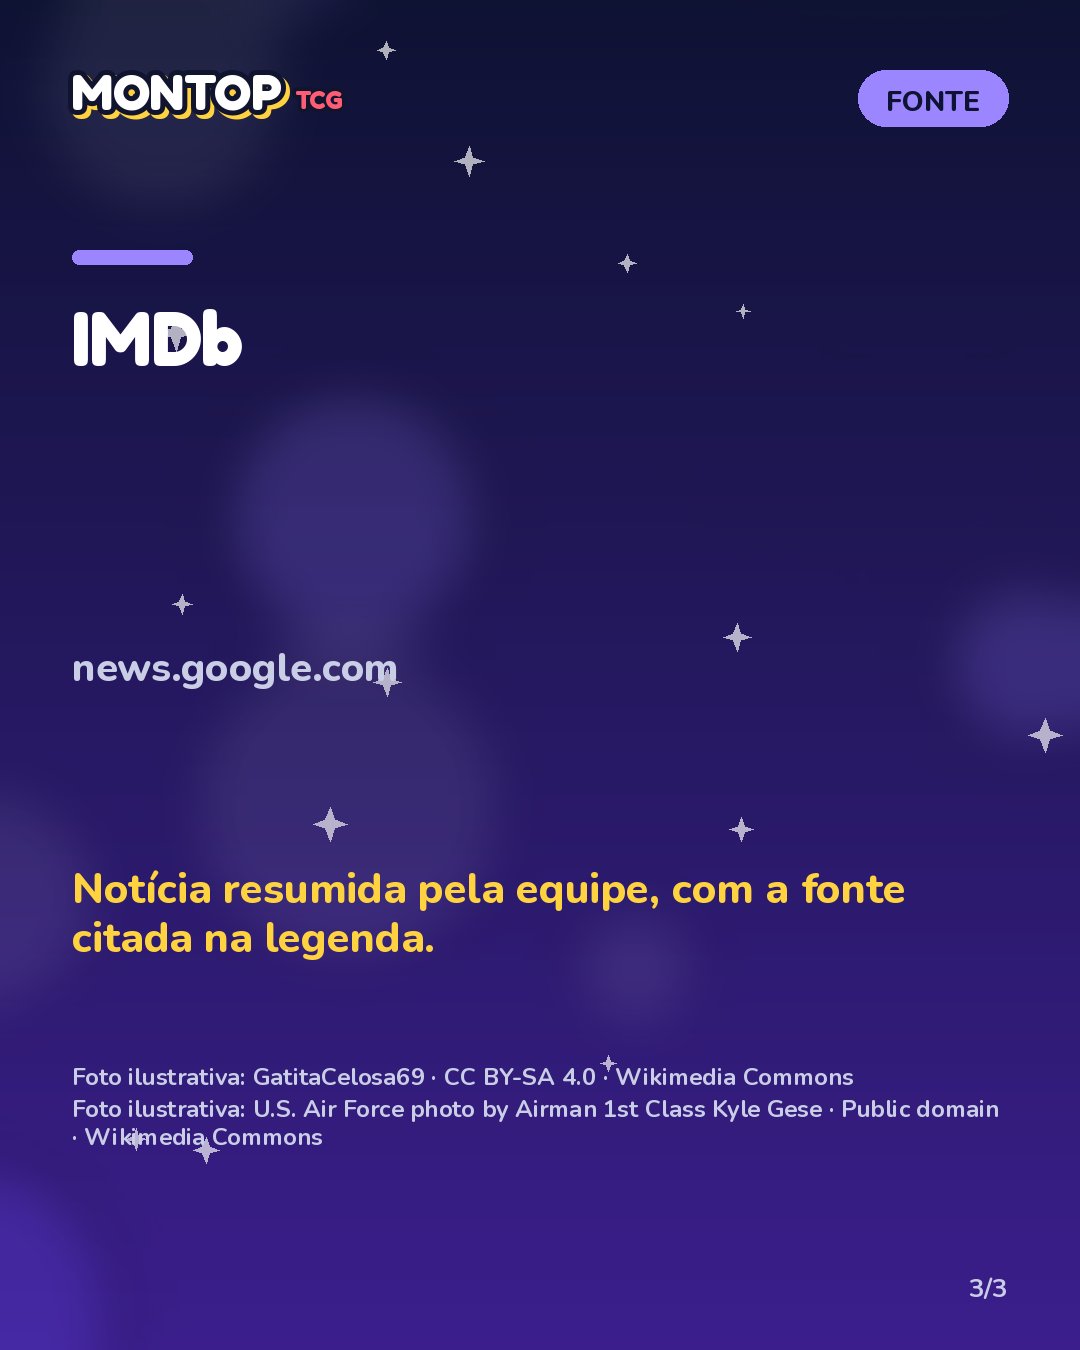 MONTOP TCG
FONTE
IMDb
news.google.com
Notícia resumida pela equipe, com a fonte
citada na legenda.
Foto ilustrativa: GatitaCelosa69 · CC BY-SA 4.0 · Wikimedia Commons
Foto ilustrativa: U.S. Air Force photo by Airman 1st Class Kyle Gese · Public domain
· Wikimedia Commons
3/3